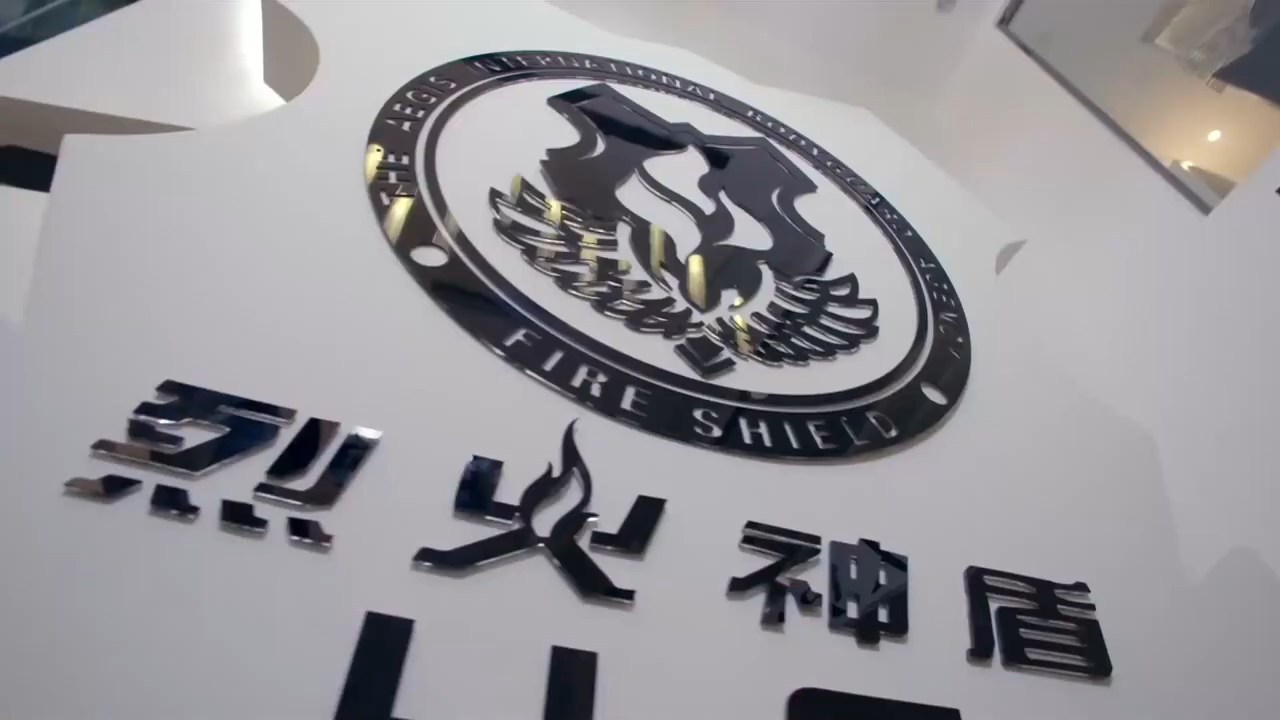 THE AEGIS INTERNATIONAL BODYGUARD AGENCY
FIRE SHIELD
烈火神盾